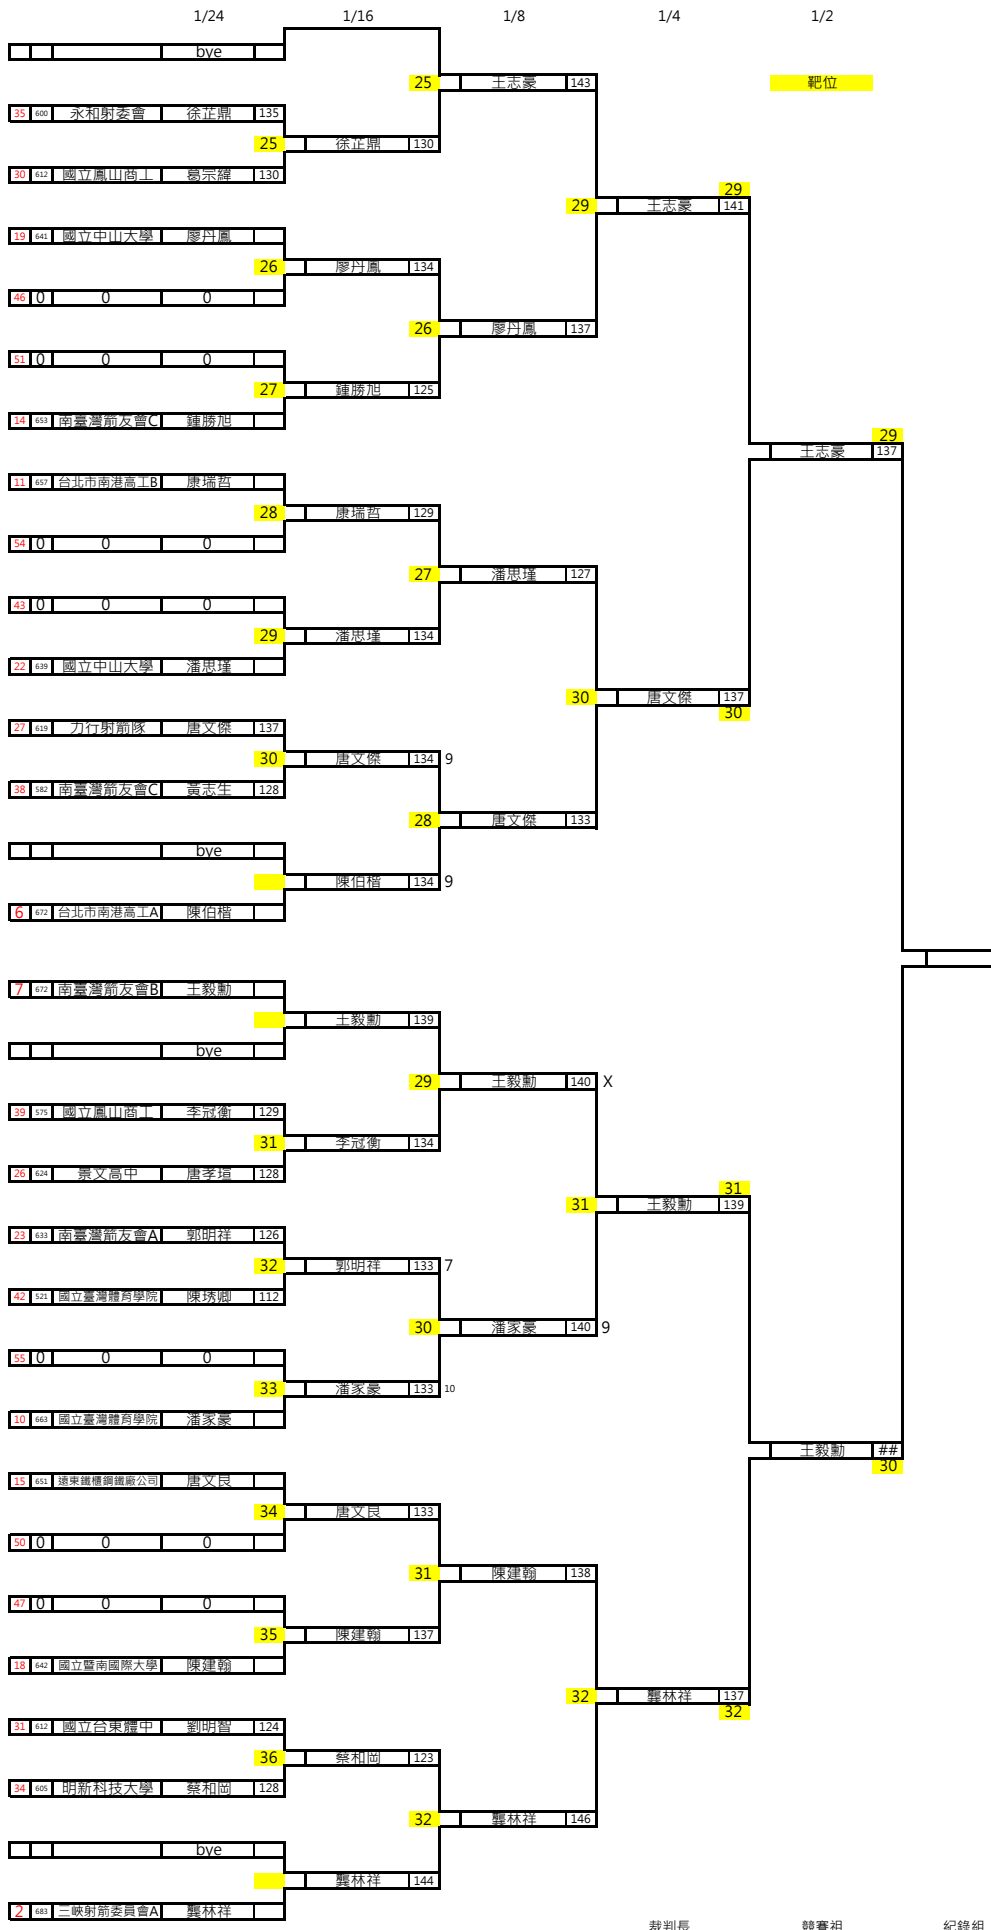 1/24 1/16 1/8 1/4 1/2
bye
25 王志豪 143 靶位
35 600 永和射委會 徐芷鼎 135
25 徐芷鼎 130
30 612 國立鳳山商工 葛宗緯 130
29
29 王志豪 141
19 641 國立中山大學 廖丹鳳
26 廖丹鳳 134
46 0 0 0
26 廖丹鳳 137
51 0 0 0
27 鍾勝旭 125
14 653 南臺灣箭友會C 鍾勝旭
29
王志豪 137
11 657 台北市南港高工B 康瑞哲
28 康瑞哲 129
54 0 0 0
27 潘思瑾 127
43 0 0 0
29 潘思瑾 134
22 639 國立中山大學 潘思瑾
30 唐文傑 137
30
27 619 力行射箭隊 唐文傑 137
30 唐文傑 134 9
38 582 南臺灣箭友會C 黃志生 128
28 唐文傑 133
bye
陳伯楷 134 9
6 672 台北市南港高工A 陳伯楷
7 672 南臺灣箭友會B 王毅勳
王毅勳 139
bye
29 王毅勳 140 X
39 575 國立鳳山商工 李冠衡 129
31 李冠衡 134
26 624 景文高中 唐孝瑄 128
31
31 王毅勳 139
23 633 南臺灣箭友會A 郭明祥 126
32 郭明祥 133 7
42 521 國立臺灣體育學院 陳琇卿 112
30 潘家豪 140 9
55 0 0 0
33 潘家豪 133 10
10 663 國立臺灣體育學院 潘家豪
王毅勳 ##
30
15 651 遠東鐵櫃鋼鐵廠公司 唐文良
34 唐文良 133
50 0 0 0
31 陳建翰 138
47 0 0 0
35 陳建翰 137
18 642 國立暨南國際大學 陳建翰
32 龔林祥 137
32
31 612 國立台東體中 劉明智 124
36 蔡和岡 123
34 605 明新科技大學 蔡和岡 128
32 龔林祥 146
bye
龔林祥 144
2 683 三峽射箭委員會A 龔林祥
裁判長 競賽組 紀錄組